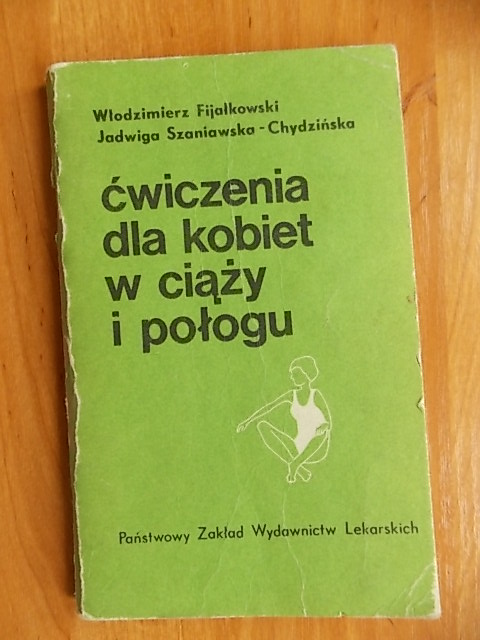 Włodzimierz Fijałkowski
Jadwiga Szaniawska-Chydzińska
ćwiczenia
dla kobiet
w ciąży
i połogu
Państwowy Zakład Wydawnictw Lekarskich